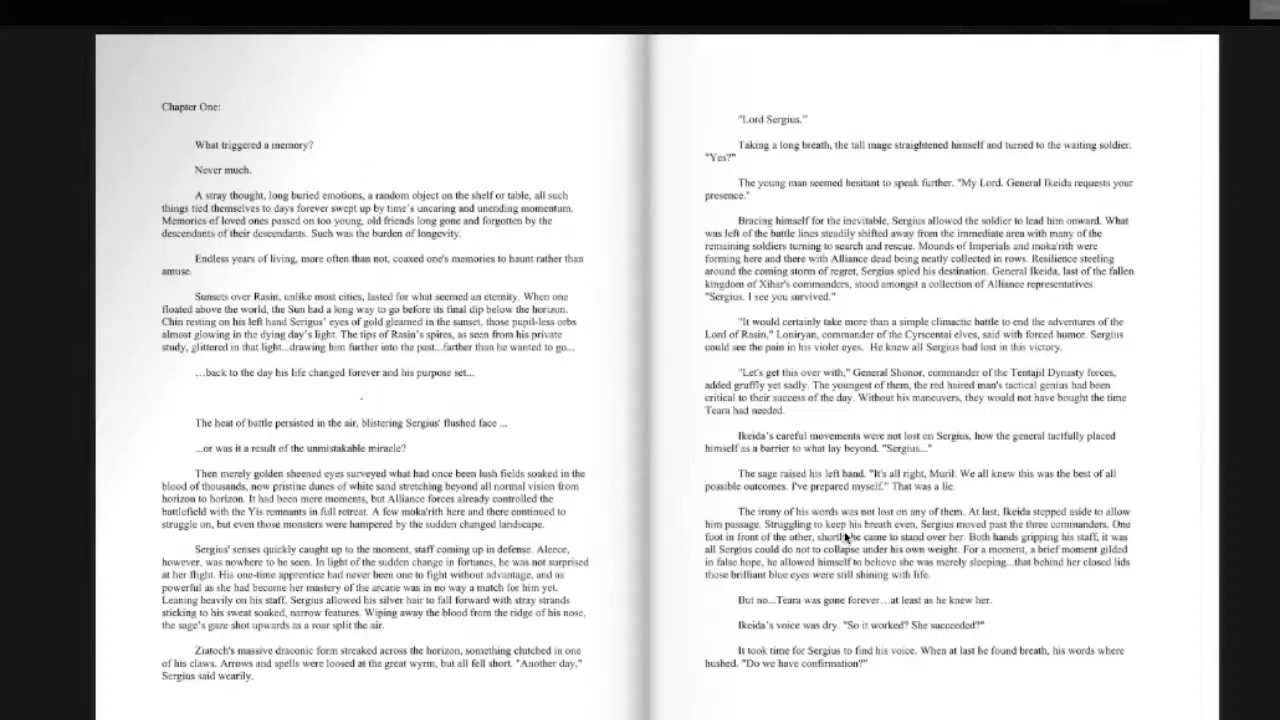 Chapter One:
What triggered a memory?
Never much.
A stray thought, long buried emotions, a random object on the shelf or table, all such
things tied themselves to days forever swept up by time's uncaring and unending momentum.
Memories of loved ones passed on too young, old friends long gone and forgotten by the
descendants of their descendants. Such was the burden of longevity.
Endless years of living, more often than not, coaxed one's memories to haunt rather than
amuse.
Sunsets over Rasin, unlike most cities, lasted for what seemed an eternity. When one
floated above the world, the Sun had a long way to go before its final dip below the horizon.
Chin resting on his left hand Serigus' eyes of gold gleamed in the sunset, those pupil-less orbs
almost glowing in the dying day's light. The tips of Rasin's spires, as seen from his private
study, glittered in that light...drawing him further into the past...farther than he wanted to go...
...back to the day his life changed forever and his purpose set...
.
The heat of battle persisted in the air, blistering Sergius' flushed face ...
...or was it a result of the unmistakable miracle?
Then merely golden sheened eyes surveyed what had once been lush fields soaked in the
blood of thousands, now pristine dunes of white sand stretching beyond all normal vision from
horizon to horizon. It had been mere moments, but Alliance forces already controlled the
battlefield with the Yis remnants in full retreat. A few moka'rith here and there continued to
struggle on, but even those monsters were hampered by the sudden changed landscape.
Sergius' senses quickly caught up to the moment, staff coming up in defense. Aleece,
however, was nowhere to be seen. In light of the sudden change in fortunes, he was not surprised
at her flight. His one-time apprentice had never been one to fight without advantage, and as
powerful as she had become her mastery of the arcane was in no way a match for him yet.
Leaning heavily on his staff, Sergius allowed his silver hair to fall forward with stray strands
sticking to his sweat soaked, narrow features. Wiping away the blood from the ridge of his nose,
the sage's gaze shot upwards as a roar split the air.
Ziatoch's massive draconic form streaked across the horizon, something clutched in one
of his claws. Arrows and spells were loosed at the great wyrm, but all fell short. "Another day,"
Sergius said wearily.
"Lord Sergius."
Taking a long breath, the tall mage straightened himself and turned to the waiting soldier.
"Yes?"
The young man seemed hesitant to speak further. "My Lord. General Ikeida requests your
presence."
Bracing himself for the inevitable, Sergius allowed the soldier to lead him onward. What
was left of the battle lines steadily shifted away from the immediate area with many of the
remaining soldiers turning to search and rescue. Mounds of Imperials and moka'rith were
forming here and there with Alliance dead being neatly collected in rows. Resilience steeling
around the coming storm of regret, Sergius spied his destination. General Ikeida, last of the fallen
kingdom of Xihar's commanders, stood amongst a collection of Alliance representatives.
"Sergius. I see you survived."
"It would certainly take more than a simple climactic battle to end the adventures of the
Lord of Rasin," Loniryan, commander of the Cyrscentai elves, said with forced humor. Sergius
could see the pain in his violet eyes. He knew all Sergius had lost in this victory.
"Let's get this over with," General Shonor, commander of the Tentajil Dynasty forces,
added gruffly yet sadly. The youngest of them, the red haired man's tactical genius had been
critical to their success of the day. Without his maneuvers, they would not have bought the time
Teara had needed.
Ikeida's careful movements were not lost on Sergius, how the general tactfully placed
himself as a barrier to what lay beyond. "Sergius..."
The sage raised his left hand. "It's all right, Muril. We all knew this was the best of all
possible outcomes. I've prepared myself." That was a lie.
The irony of his words was not lost on any of them. At last, Ikeida stepped aside to allow
him passage. Struggling to keep his breath even, Sergius moved past the three commanders. One
foot in front of the other, shortly he came to stand over her. Both hands gripping his staff, it was
all Sergius could do not to collapse under his own weight. For a moment, a brief moment gilded
in false hope, he allowed himself to believe she was merely sleeping...that behind her closed lids
those brilliant blue eyes were still shining with life.
But no...Teara was gone forever...at least as he knew her.
Ikeida's voice was dry. "So it worked? She succeeded?"
It took time for Sergius to find his voice. When at last he found breath, his words where
hushed. "Do we have confirmation?"